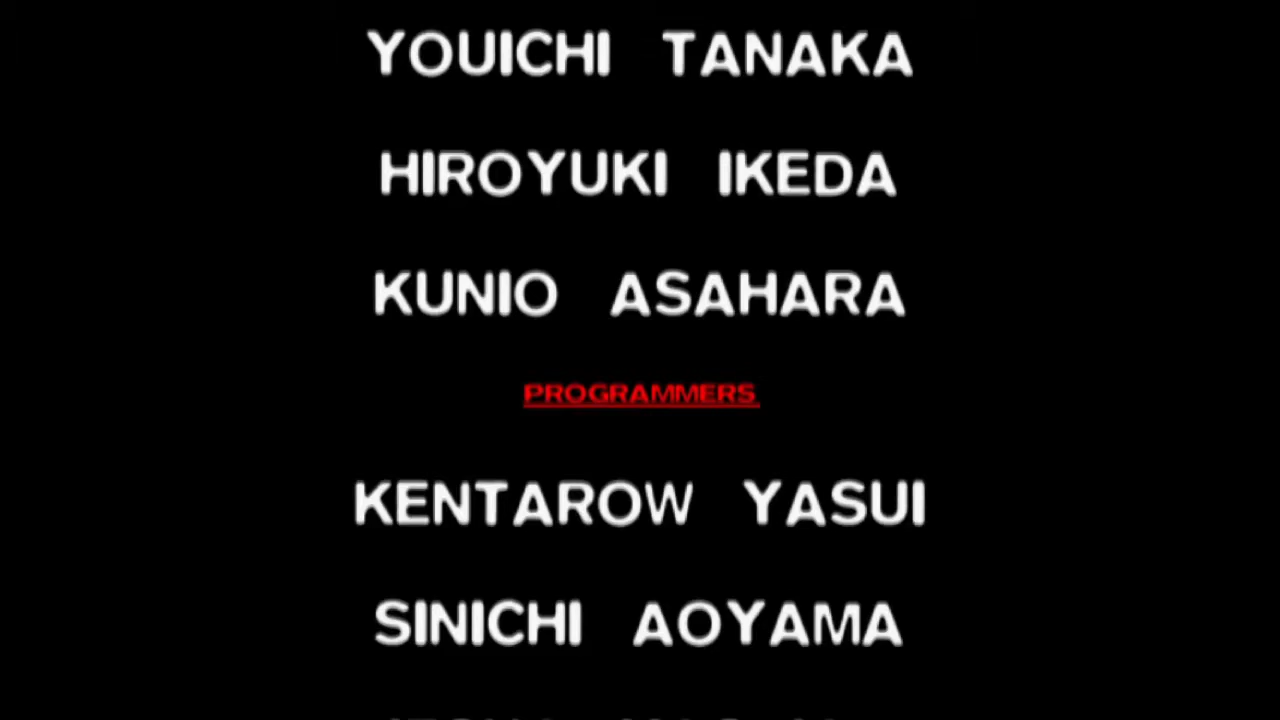 YOUICHI TANAKA
HIROYUKI IKEDA
KUNIO ASAHARA
PROGRAMMERS
KENTAROW YASUI
SINICHI AOYAMA